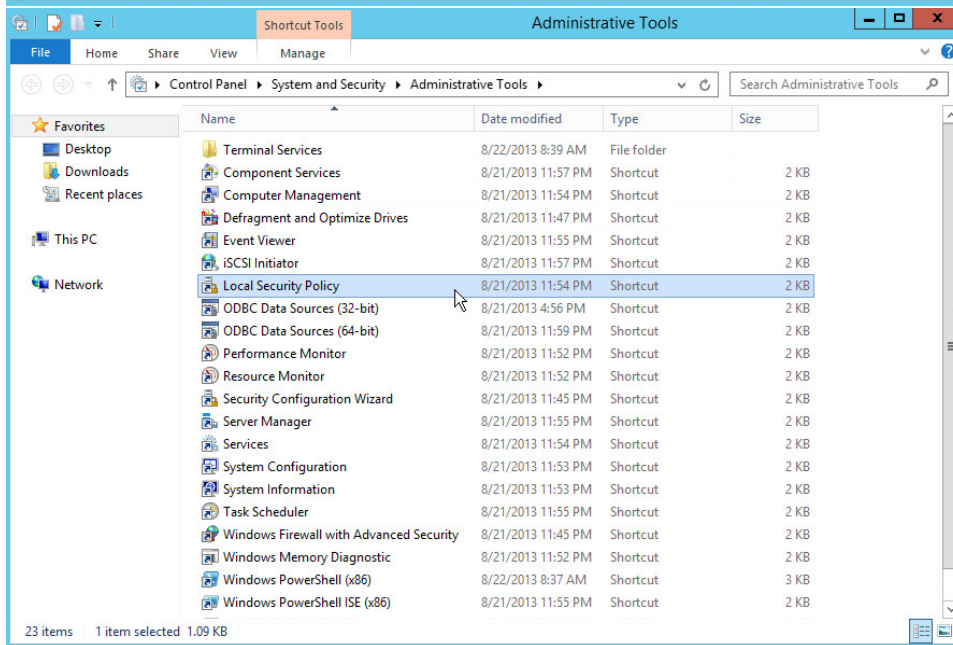 Shortcut Tools Administrative Tools
File Home Share View Manage
Control Panel System and Security Administrative Tools Search Administrative Tools
Name Date modified Type Size
Favorites
Desktop
Downloads
Recent places
This PC
Network
Terminal Services 8/22/2013 8:39 AM File folder
Component Services 8/21/2013 11:57 PM Shortcut 2 KB
Computer Management 8/21/2013 11:54 PM Shortcut 2 KB
Defragment and Optimize Drives 8/21/2013 11:47 PM Shortcut 2 KB
Event Viewer 8/21/2013 11:55 PM Shortcut 2 KB
iSCSI Initiator 8/21/2013 11:57 PM Shortcut 2 KB
Local Security Policy 8/21/2013 11:54 PM Shortcut 2 KB
ODBC Data Sources (32-bit) 8/21/2013 4:56 PM Shortcut 2 KB
ODBC Data Sources (64-bit) 8/21/2013 11:59 PM Shortcut 2 KB
Performance Monitor 8/21/2013 11:52 PM Shortcut 2 KB
Resource Monitor 8/21/2013 11:52 PM Shortcut 2 KB
Security Configuration Wizard 8/21/2013 11:45 PM Shortcut 2 KB
Server Manager 8/21/2013 11:55 PM Shortcut 2 KB
Services 8/21/2013 11:54 PM Shortcut 2 KB
System Configuration 8/21/2013 11:53 PM Shortcut 2 KB
System Information 8/21/2013 11:53 PM Shortcut 2 KB
Task Scheduler 8/21/2013 11:55 PM Shortcut 2 KB
Windows Firewall with Advanced Security 8/21/2013 11:45 PM Shortcut 2 KB
Windows Memory Diagnostic 8/21/2013 11:52 PM Shortcut 2 KB
Windows PowerShell (x86) 8/22/2013 8:37 AM Shortcut 3 KB
Windows PowerShell ISE (x86) 8/21/2013 11:55 PM Shortcut 2 KB
23 items 1 item selected 1.09 KB